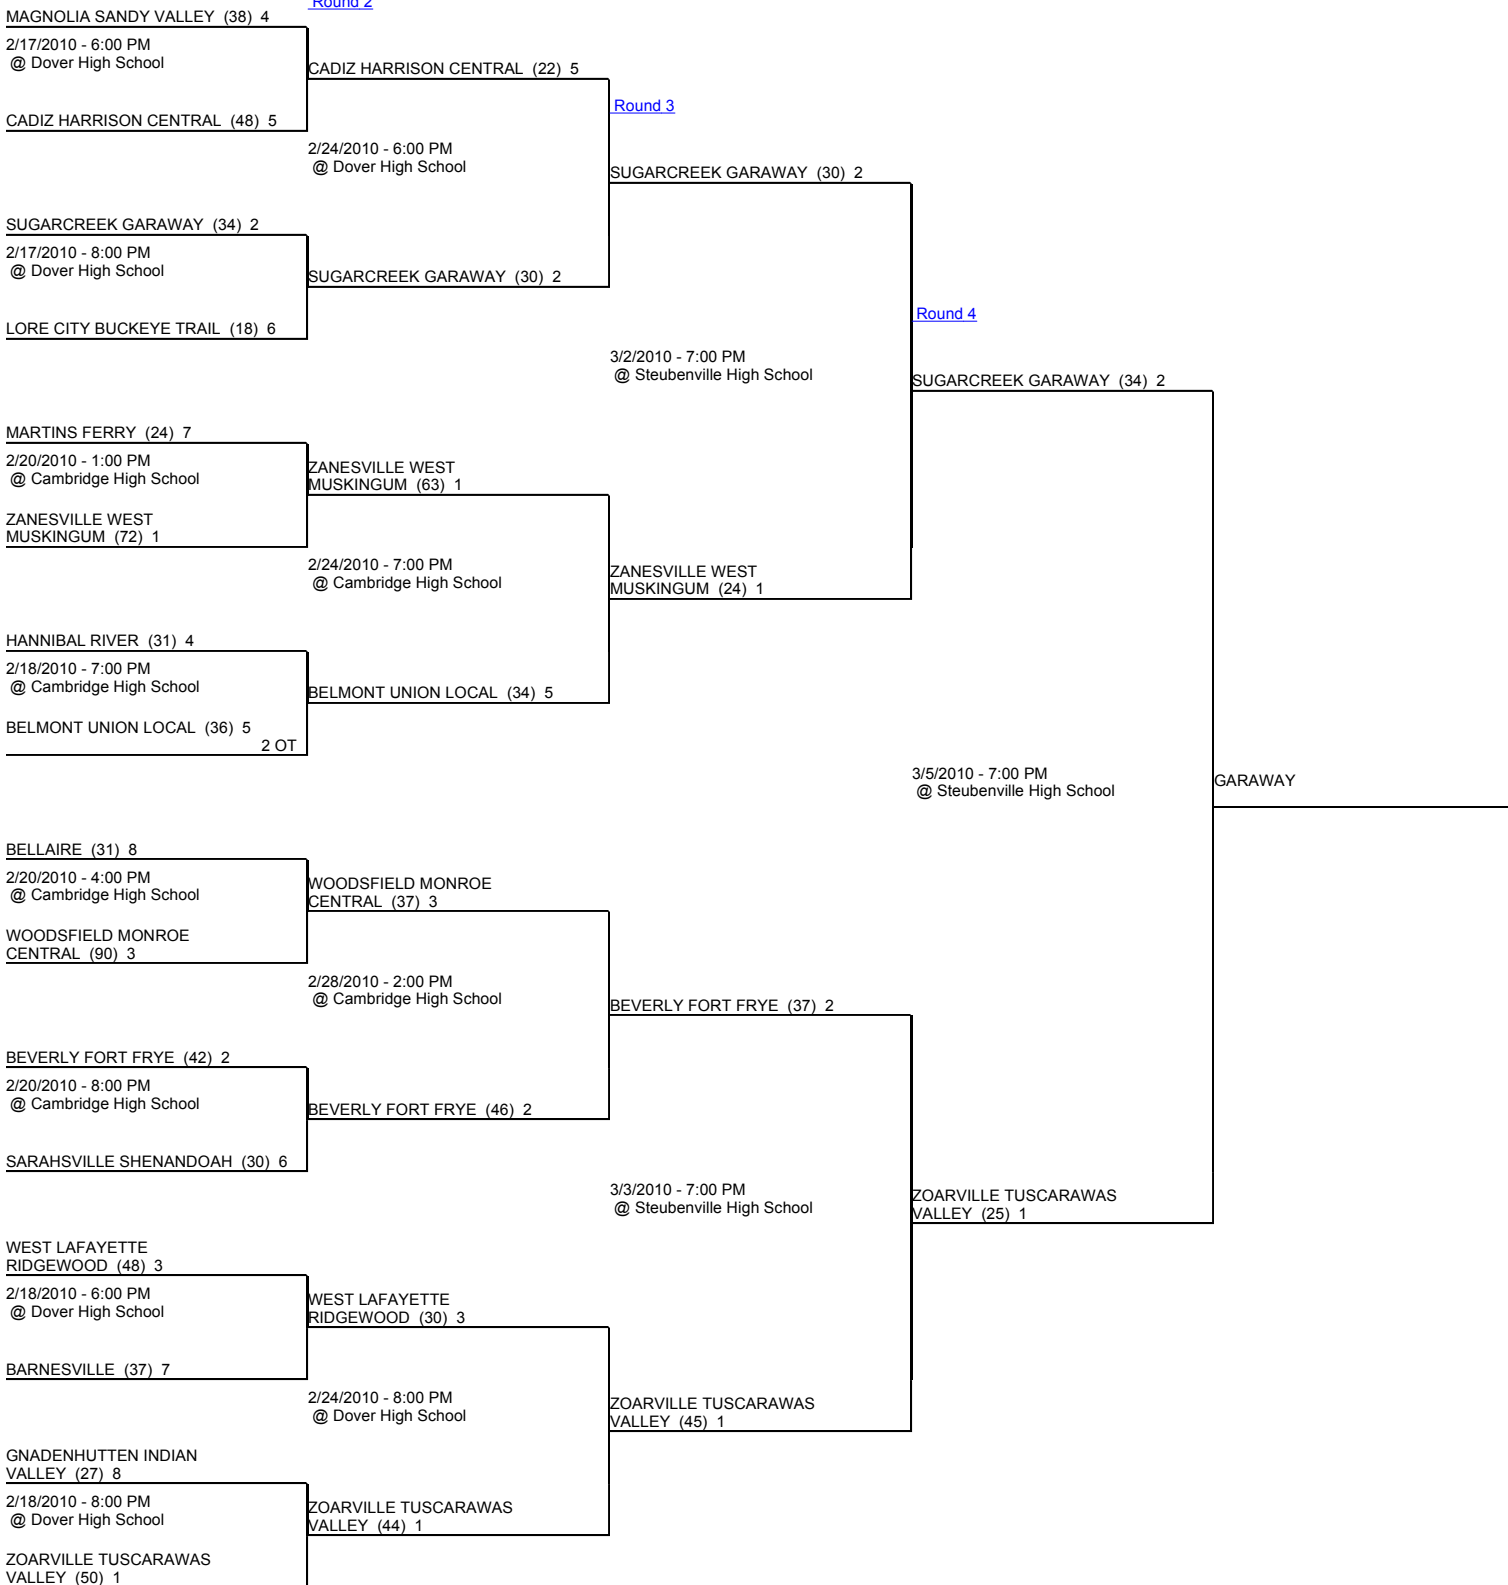 Round 2
MAGNOLIA SANDY VALLEY (38) 4
2/17/2010 - 6:00 PM
@ Dover High School
CADIZ HARRISON CENTRAL (22) 5
Round 3
CADIZ HARRISON CENTRAL (48) 5
2/24/2010 - 6:00 PM
@ Dover High School
SUGARCREEK GARAWAY (30) 2
SUGARCREEK GARAWAY (34) 2
2/17/2010 - 8:00 PM
@ Dover High School
SUGARCREEK GARAWAY (30) 2
Round 4
LORE CITY BUCKEYE TRAIL (18) 6
3/2/2010 - 7:00 PM
@ Steubenville High School
SUGARCREEK GARAWAY (34) 2
MARTINS FERRY (24) 7
2/20/2010 - 1:00 PM
@ Cambridge High School
ZANESVILLE WEST
MUSKINGUM (63) 1
ZANESVILLE WEST
MUSKINGUM (72) 1
2/24/2010 - 7:00 PM
@ Cambridge High School
ZANESVILLE WEST
MUSKINGUM (24) 1
HANNIBAL RIVER (31) 4
2/18/2010 - 7:00 PM
@ Cambridge High School
BELMONT UNION LOCAL (34) 5
BELMONT UNION LOCAL (36) 5
2 OT
3/5/2010 - 7:00 PM
@ Steubenville High School
GARAWAY
BELLAIRE (31) 8
2/20/2010 - 4:00 PM
@ Cambridge High School
WOODSFIELD MONROE
CENTRAL (37) 3
WOODSFIELD MONROE
CENTRAL (90) 3
2/28/2010 - 2:00 PM
@ Cambridge High School
BEVERLY FORT FRYE (37) 2
BEVERLY FORT FRYE (42) 2
2/20/2010 - 8:00 PM
@ Cambridge High School
BEVERLY FORT FRYE (46) 2
SARAHSVILLE SHENANDOAH (30) 6
3/3/2010 - 7:00 PM
@ Steubenville High School
ZOARVILLE TUSCARAWAS
VALLEY (25) 1
WEST LAFAYETTE
RIDGEWOOD (48) 3
2/18/2010 - 6:00 PM
@ Dover High School
WEST LAFAYETTE
RIDGEWOOD (30) 3
BARNESVILLE (37) 7
2/24/2010 - 8:00 PM
@ Dover High School
ZOARVILLE TUSCARAWAS
VALLEY (45) 1
GNADENHUTTEN INDIAN
VALLEY (27) 8
2/18/2010 - 8:00 PM
@ Dover High School
ZOARVILLE TUSCARAWAS
VALLEY (44) 1
ZOARVILLE TUSCARAWAS
VALLEY (50) 1